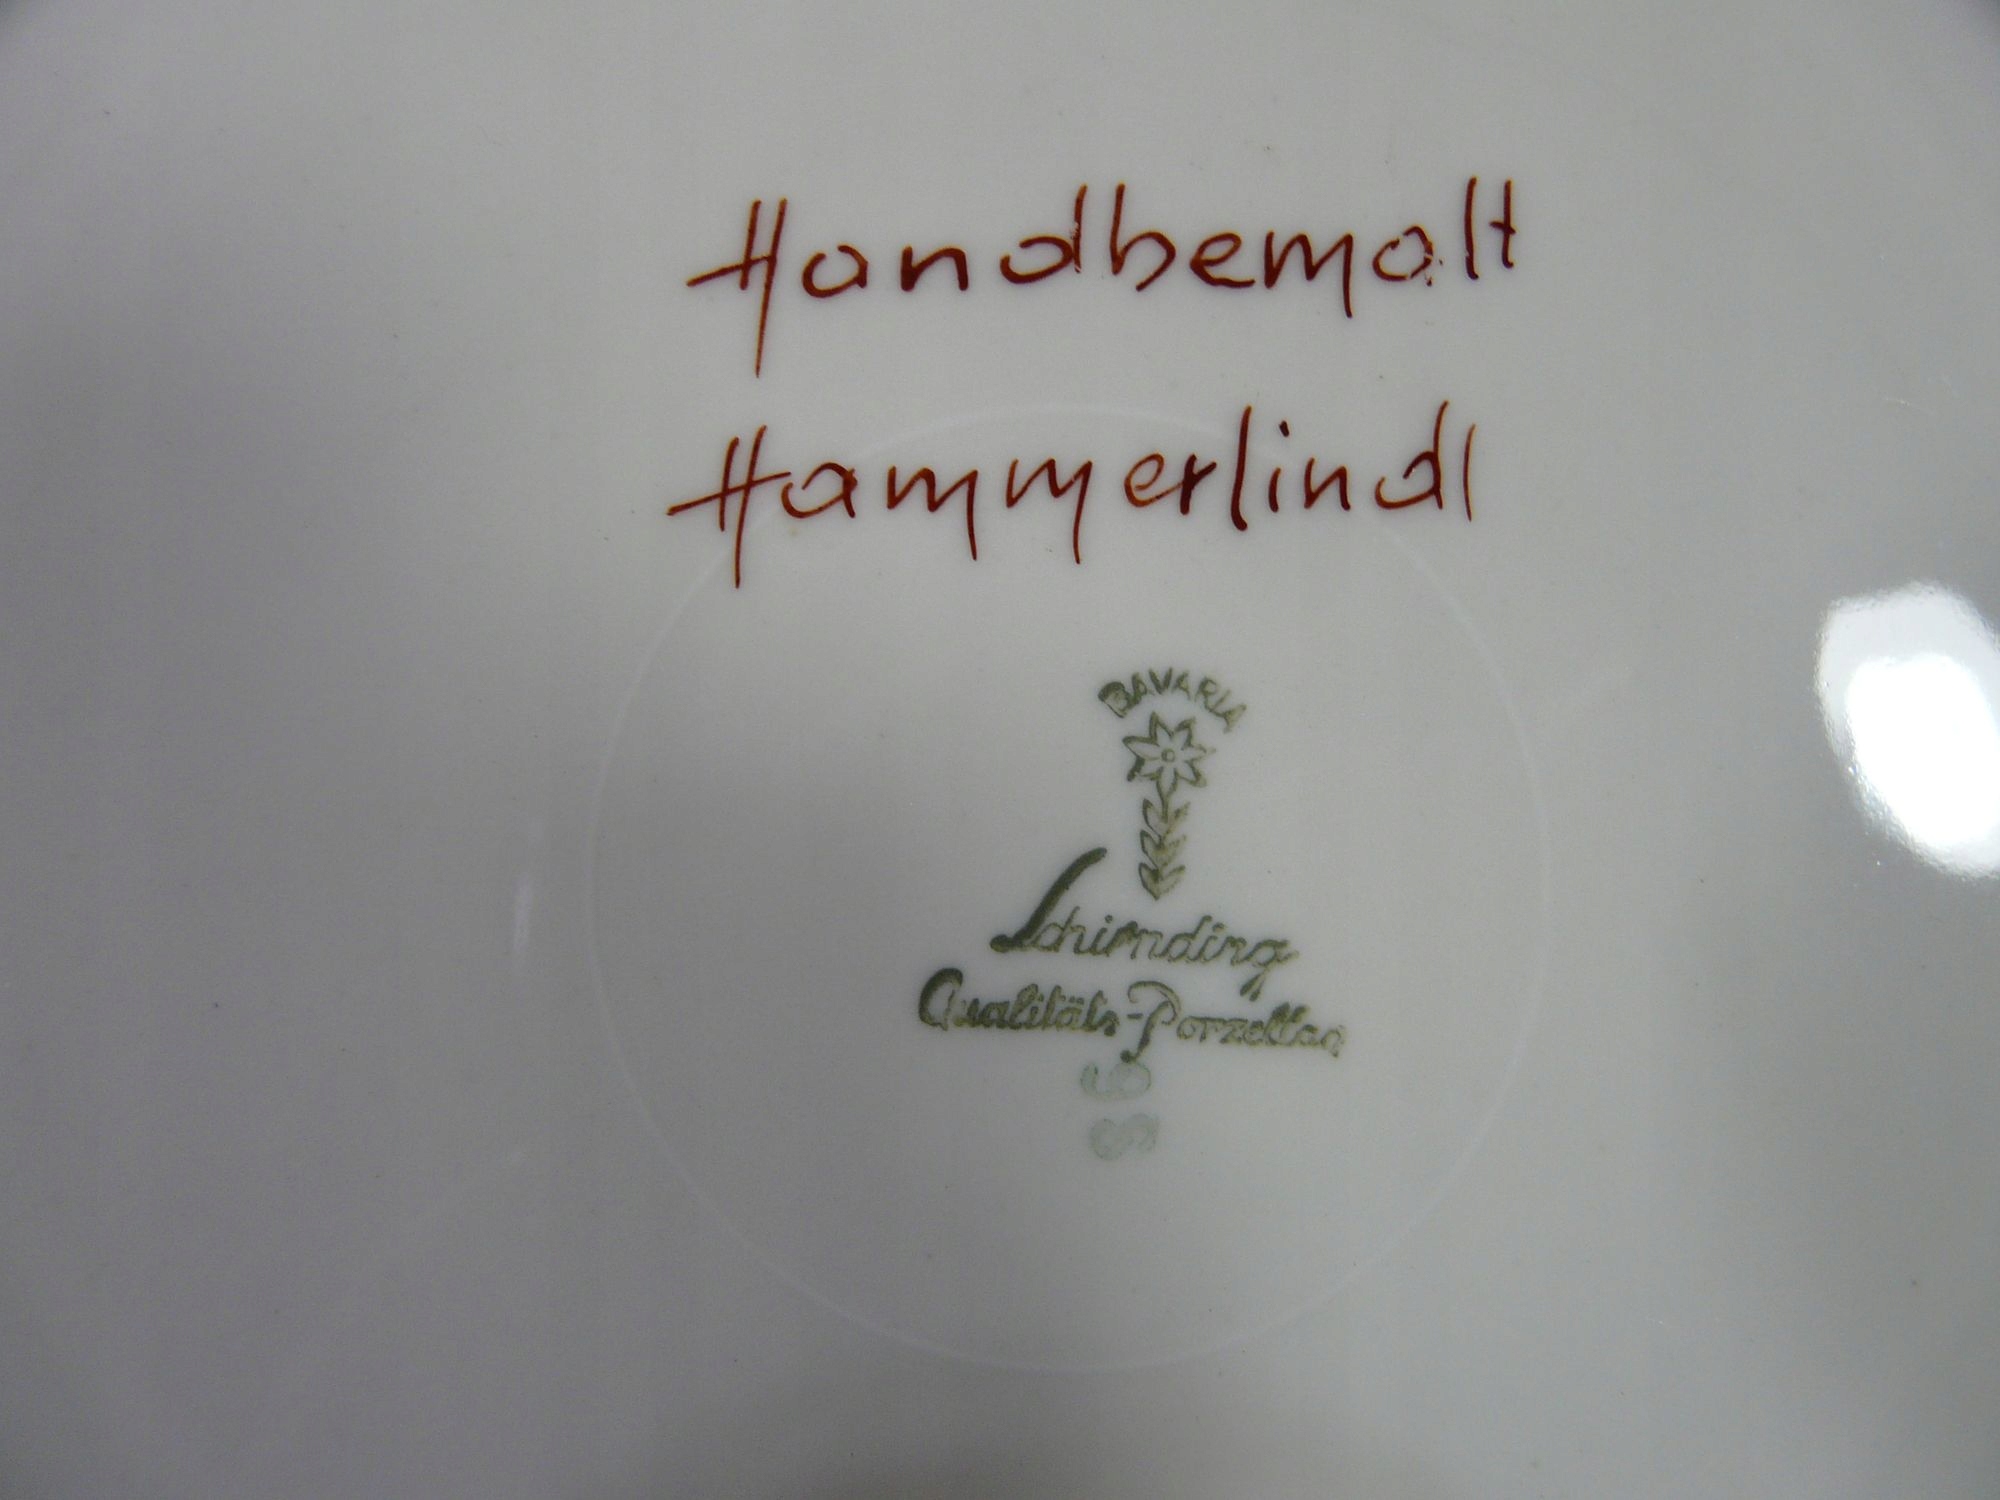 Handbemalt
Hammerlindl
BAVARIA
Schirnding
Qualitäts-Porzellan